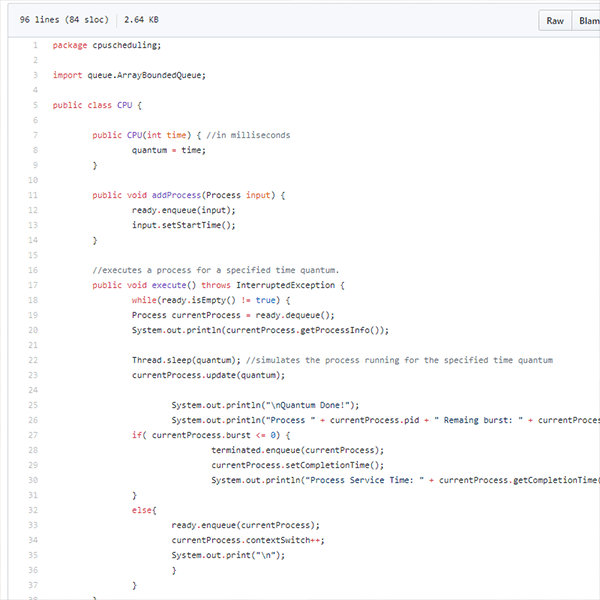 96 lines (84 sloc) 2.64 KB
Raw Blam
1 package cpuscheduling;
2
3 import queue.ArrayBoundedQueue;
4
5 public class CPU {
6
7 public CPU(int time) { //in milliseconds
8 quantum = time;
9 }
10
11 public void addProcess(Process input) {
12 ready.enqueue(input);
13 input.setStartTime();
14 }
15
16 //executes a process for a specified time quantum.
17 public void execute() throws InterruptedException {
18 while(ready.isEmpty() != true) {
19 Process currentProcess = ready.dequeue();
20 System.out.println(currentProcess.getProcessInfo());
21
22 Thread.sleep(quantum); //simulates the process running for the specified time quantum
23 currentProcess.update(quantum);
24
25 System.out.println("\nQuantum Done!");
26 System.out.println("Process " + currentProcess.pid + " Remaing burst: " + currentProces
27 if( currentProcess.burst <= 0) {
28 terminated.enqueue(currentProcess);
29 currentProcess.setCompletionTime();
30 System.out.println("Process Service Time: " + currentProcess.getCompletionTime(
31 }
32 else{
33 ready.enqueue(currentProcess);
34 currentProcess.contextSwitch++;
35 System.out.print("\n");
36 }
37 }
38 }